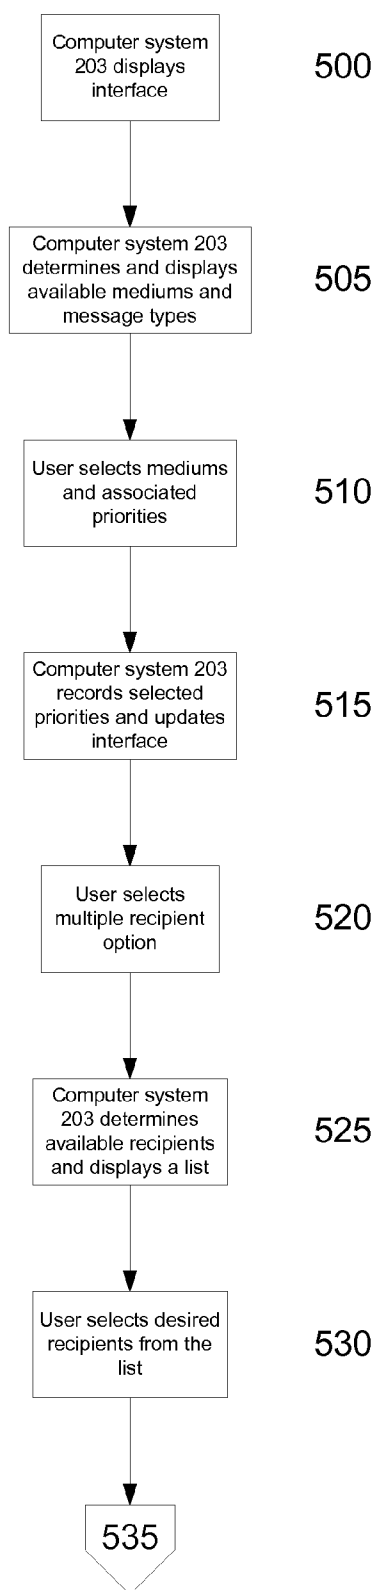 Computer system
203 displays
interface
500
Computer system 203
determines and displays
available mediums and
message types
505
User selects mediums
and associated
priorities
510
Computer system 203
records selected
priorities and updates
interface
515
User selects
multiple recipient
option
520
Computer system
203 determines
available recipients
and displays a list
525
User selects desired
recipients from the
list
530
535